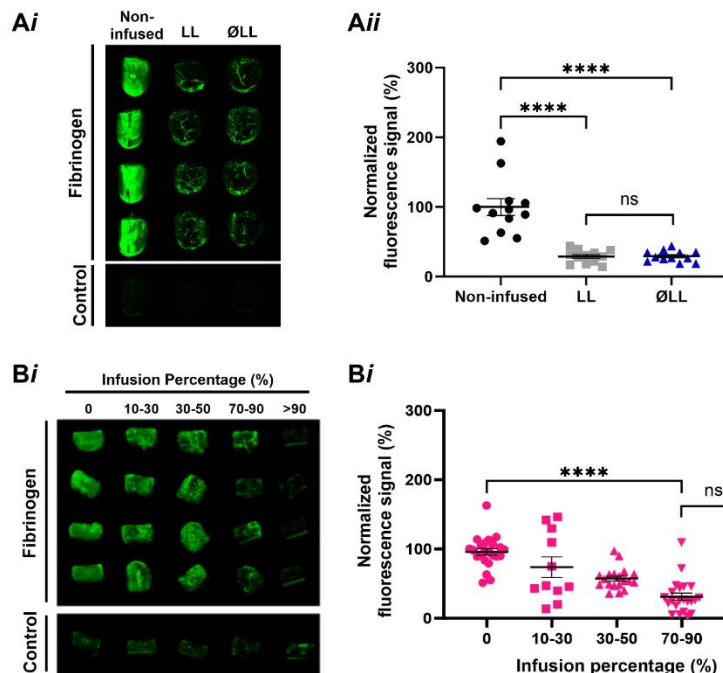 Ai
Non-infused LL ØLL
Fibrinogen
Control
Aii
Normalized
fluorescence signal (%)
300
200
100
0
****
****
ns
Non-infused LL ØLL
Bi
Infusion Percentage (%)
0 10-30 30-50 70-90 >90
Fibrinogen
Control
Bi
Normalized
fluorescence signal (%)
300
200
100
0
****
ns
0 10-30 30-50 70-90
Infusion percentage (%)